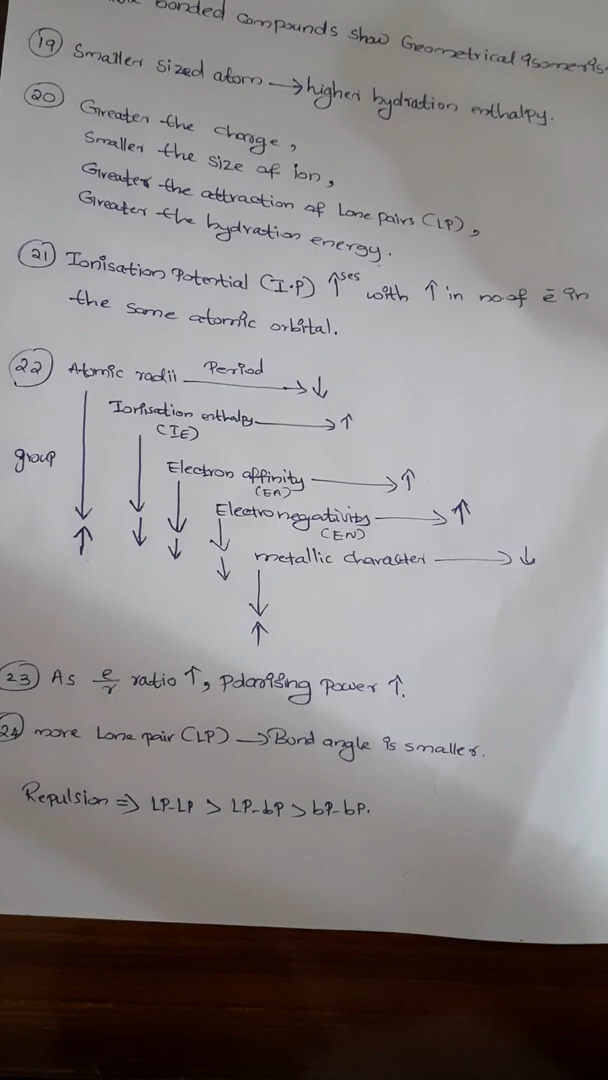 bonded compounds show Geometrical isomeris
(19) Smaller sized atom → higher hydration enthalpy.
(20) Greater the charge,
Smaller the size of ion,
Greater the attraction of Lone pairs (LP),
Greater the hydration energy.
(21) Ionisation Potential (I.P) ↑ses with ↑ in no of ē in
the same atomic orbital.
(22) Atomic radii Period → ↓
Ionisation enthalpy → ↑
(IE)
group
Electron affinity → ↑
(EA)
Electronegativity → ↑
(EN)
↑ ↓ ↓ ↓
metallic character → ↓
↑
(23) As e/r ratio ↑, polarising power ↑.
(24) more Lone pair (LP) → Bond angle is smaller.
Repulsion ⇒ LP-LP > LP-bP > bP-bP.